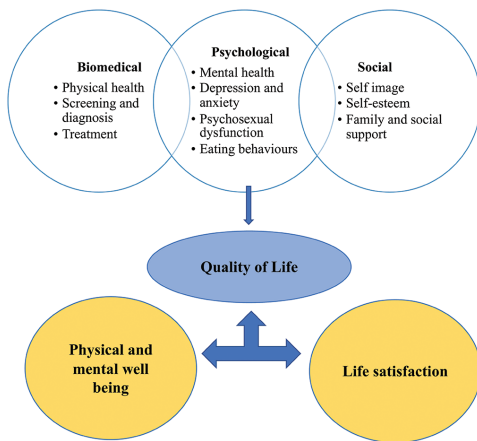 Biomedical
• Physical health
• Screening and
diagnosis
• Treatment
Psychological
• Mental health
• Depression and
anxiety
• Psychosexual
dysfunction
• Eating behaviours
Social
• Self image
• Self-esteem
• Family and social
support
Quality of Life
Physical and
mental well
being
Life satisfaction